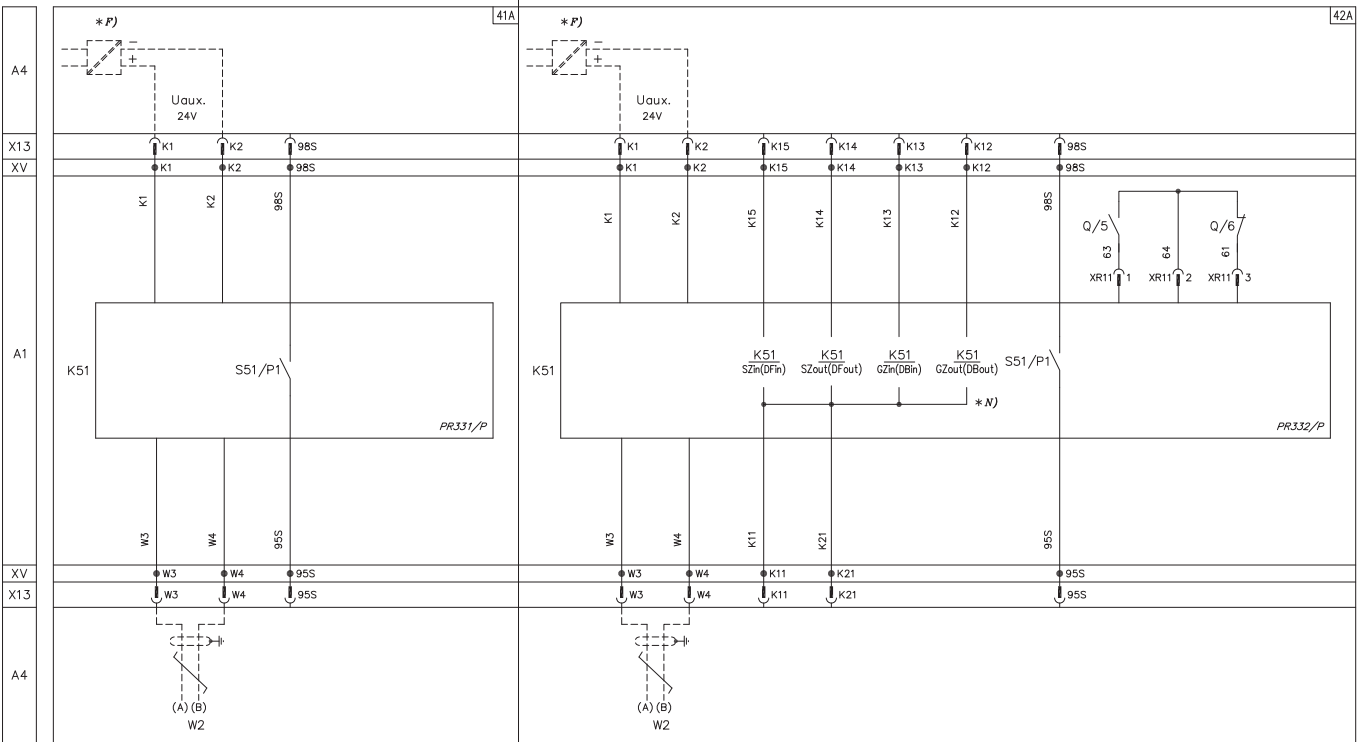 41A
42A
*F)
*F)
A4
−
+
−
+
Uaux.
24V
Uaux.
24V
X13
K1
K2
98S
K1
K2
K15
K14
K13
K12
98S
XV
K1
K2
98S
K1
K2
K15
K14
K13
K12
98S
K1
K2
98S
K1
K2
K15
K14
K13
K12
98S
Q/5
Q/6
63
64
61
XR11 1
XR11 2
XR11 3
A1
K51
S51/P1
PR331/P
K51
K51
SZin(DFin)
K51
SZout(DFout)
K51
GZin(DBin)
K51
GZout(DBout)
S51/P1
*N)
PR332/P
W3
W4
95S
W3
W4
K11
K21
95S
XV
W3
W4
95S
W3
W4
K11
K21
95S
X13
W3
W4
95S
W3
W4
K11
K21
95S
A4
(A) (B)
W2
(A) (B)
W2